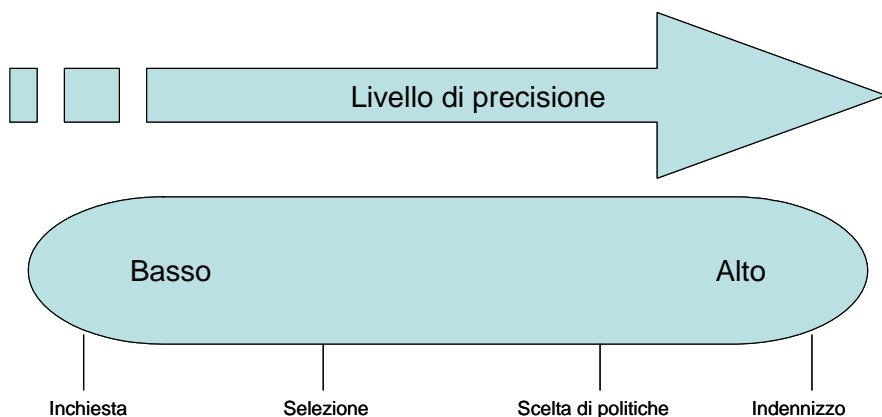 Livello di precisione
Basso Alto
Inchiesta Selezione Scelta di politiche Indennizzo